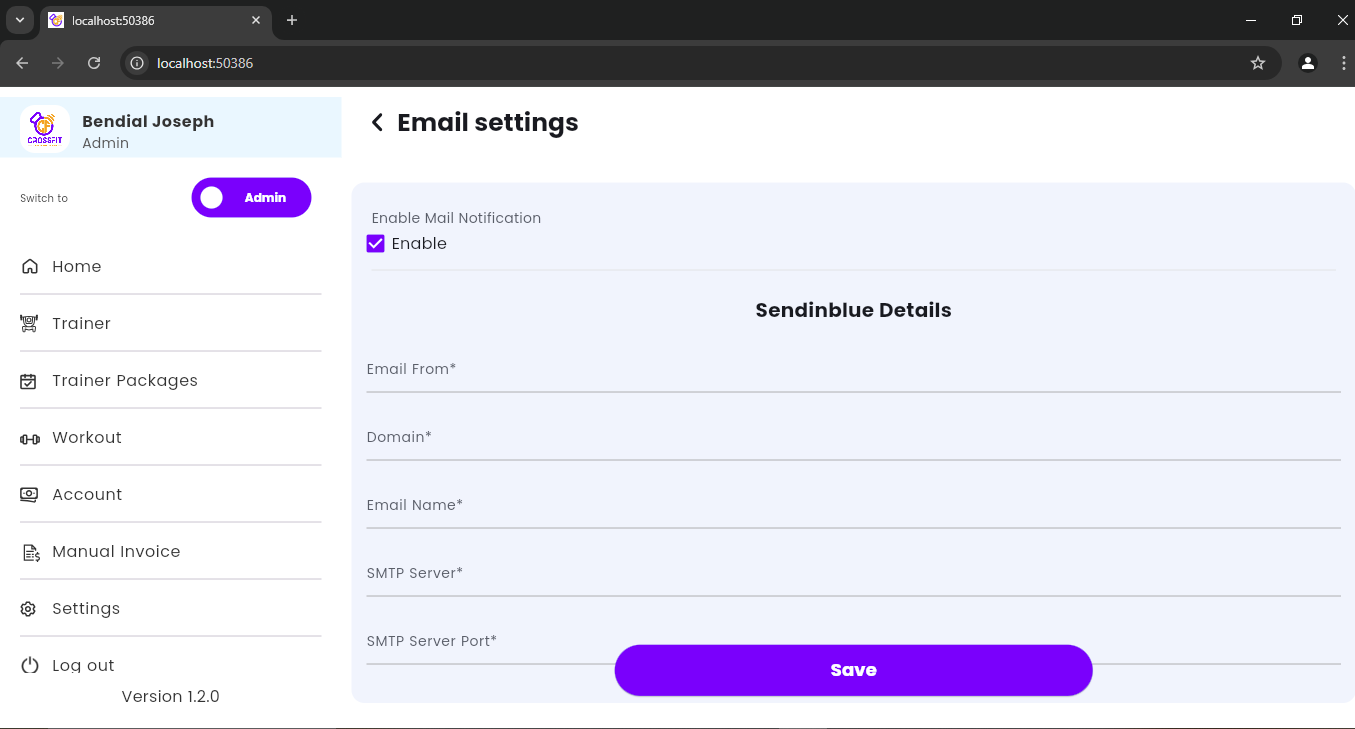 localhost:50386
localhost:50386
CROSSFIT
Bendial Joseph
Admin
Switch to
Admin
Home
Trainer
Trainer Packages
Workout
Account
Manual Invoice
Settings
Log out
Version 1.2.0
Email settings
Enable Mail Notification
Enable
Sendinblue Details
Email From*
Domain*
Email Name*
SMTP Server*
SMTP Server Port*
Save